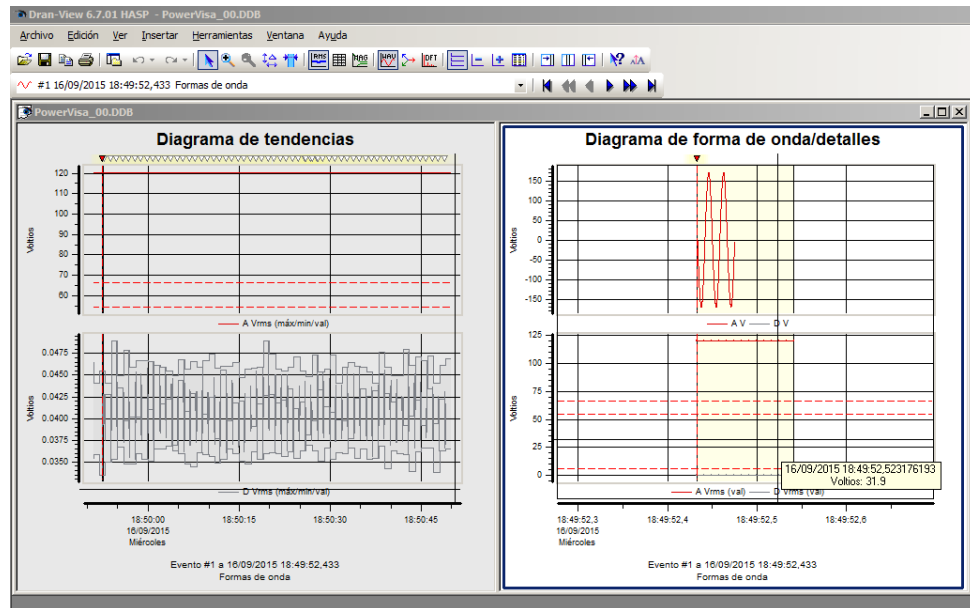 Dran-View 6.7.01 HASP - PowerVisa_00.DDB
Archivo Edición Ver Insertar Herramientas Ventana Ayuda
RMS MAG WAV DFT
#1 16/09/2015 18:49:52,433 Formas de onda
PowerVisa_00.DDB
Diagrama de tendencias
120
110
100
90
80
70
60
Voltios
A Vrms (máx/min/val)
0.0475
0.0450
0.0425
0.0400
0.0375
0.0350
Voltios
D Vrms (máx/min/val)
18:50:00 18:50:15 18:50:30 18:50:45
16/09/2015
Miércoles
Evento #1 a 16/09/2015 18:49:52,433
Formas de onda
Diagrama de forma de onda/detalles
150
100
50
0
-50
-100
-150
Voltios
A V D V
125
100
75
50
25
0
Voltios
16/09/2015 18:49:52,523176193
Voltios: 31.9
A Vrms (val) D Vrms (val)
18:49:52,3 18:49:52,4 18:49:52,5 18:49:52,6
16/09/2015
Miércoles
Evento #1 a 16/09/2015 18:49:52,433
Formas de onda